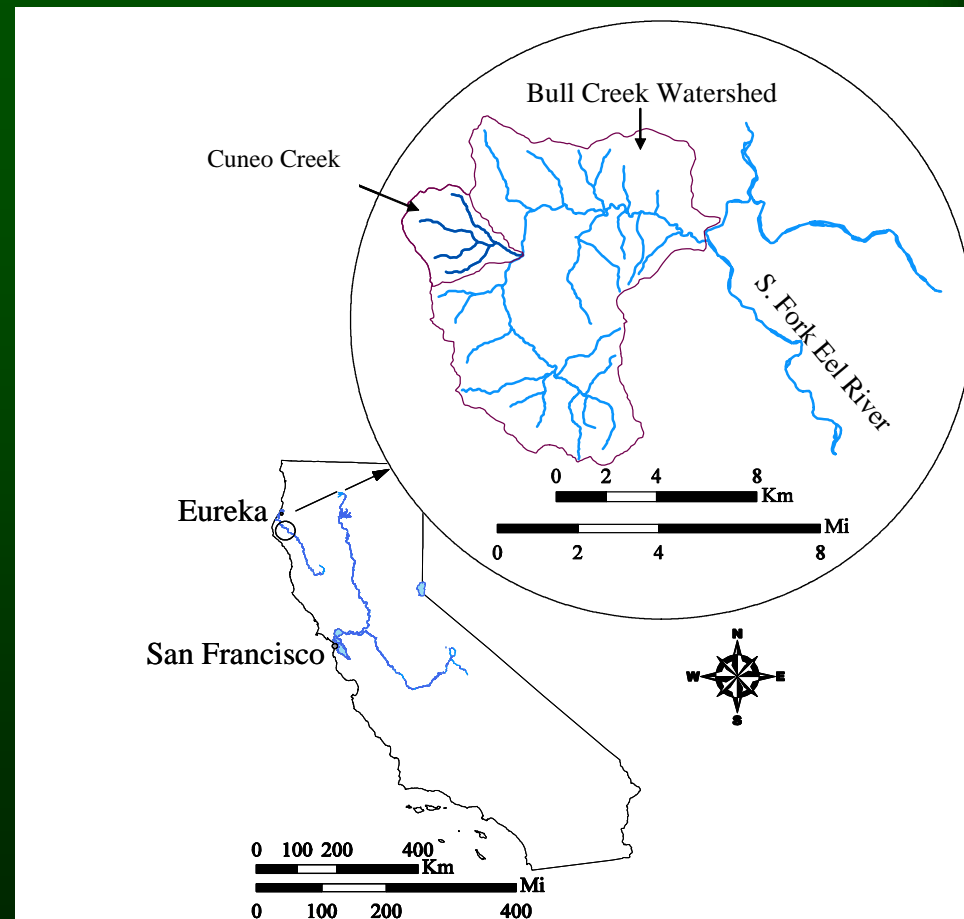 Bull Creek Watershed
Cuneo Creek
S. Fork Eel River
0 2 4 8
Km
Mi
0 2 4 8
Eureka
San Francisco
N
W E
S
0 100 200 400
Km
Mi
0 100 200 400